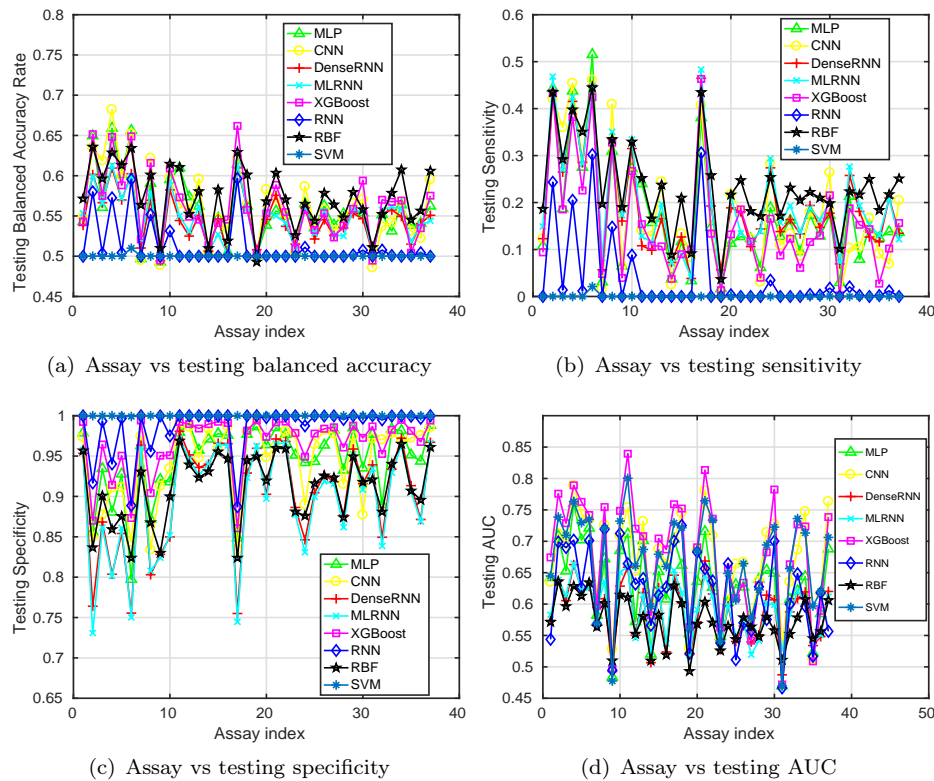 0.7
0.65
0.6
0.55
0.5
0.45
0
10
20
30
40
Testing Balanced Accuracy Rate
Assay index
MLP
CNN
DenseRNN
MLRNN
XGBoost
RNN
RBF
SVM
(a) Assay vs testing balanced accuracy
0.6
0.5
0.4
0.3
0.2
0.1
0
0
10
20
30
40
Testing Sensitivity
Assay index
MLP
CNN
DenseRNN
MLRNN
XGBoost
RNN
RBF
SVM
(b) Assay vs testing sensitivity
1
0.95
0.9
0.85
0.8
0.75
0.7
0.65
0
10
20
30
40
Testing Specificity
Assay index
MLP
CNN
DenseRNN
MLRNN
XGBoost
RNN
RBF
SVM
(c) Assay vs testing specificity
0.85
0.8
0.75
0.7
0.65
0.6
0.55
0.5
0.45
0
10
20
30
40
50
Testing AUC
Assay index
MLP
CNN
DenseRNN
MLRNN
XGBoost
RNN
RBF
SVM
(d) Assay vs testing AUC